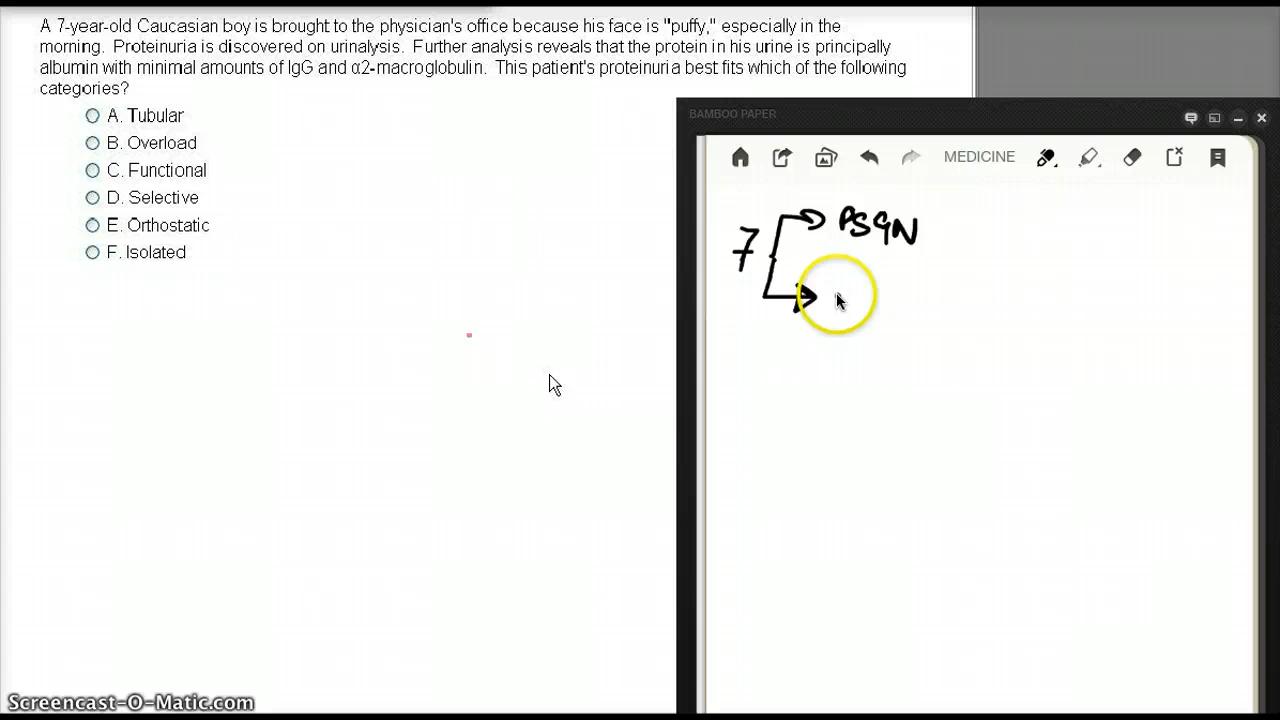 A 7-year-old Caucasian boy is brought to the physician's office because his face is "puffy," especially in the
morning. Proteinuria is discovered on urinalysis. Further analysis reveals that the protein in his urine is principally
albumin with minimal amounts of IgG and α2-macroglobulin. This patient's proteinuria best fits which of the following
categories?
A. Tubular
B. Overload
C. Functional
D. Selective
E. Orthostatic
F. Isolated
BAMBOO PAPER
MEDICINE
PSGN
7
Screencast-O-Matic.com